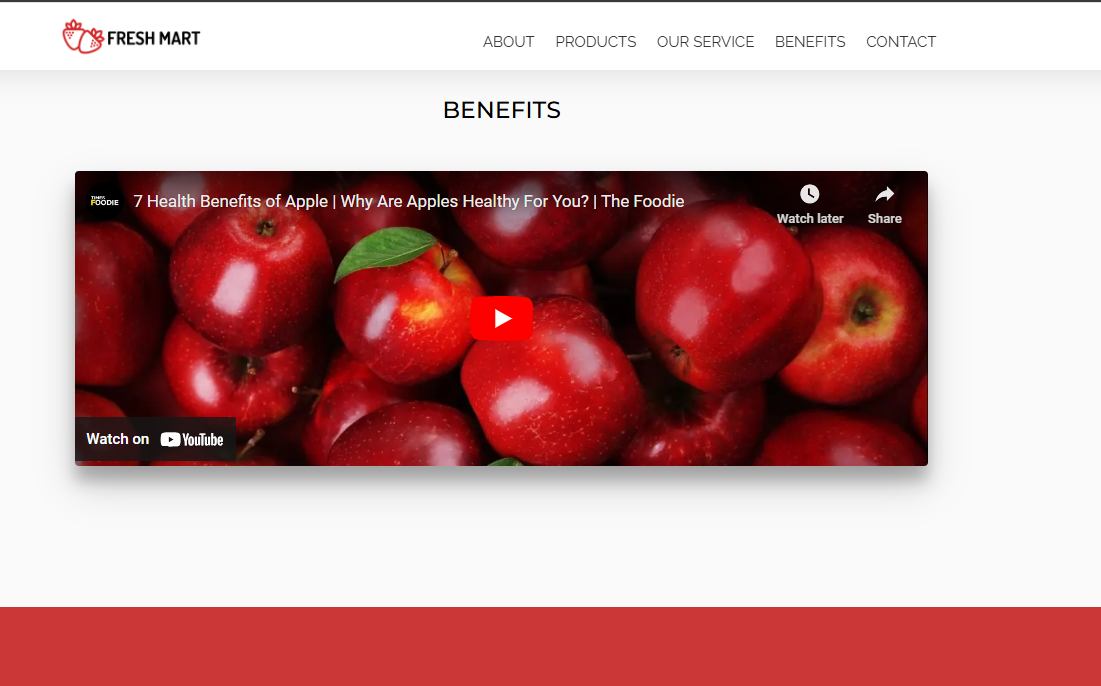 FRESH MART
ABOUT PRODUCTS OUR SERVICE BENEFITS CONTACT
BENEFITS
TIMES
FOODIE
7 Health Benefits of Apple | Why Are Apples Healthy For You? | The Foodie
Watch later
Share
Watch on YouTube